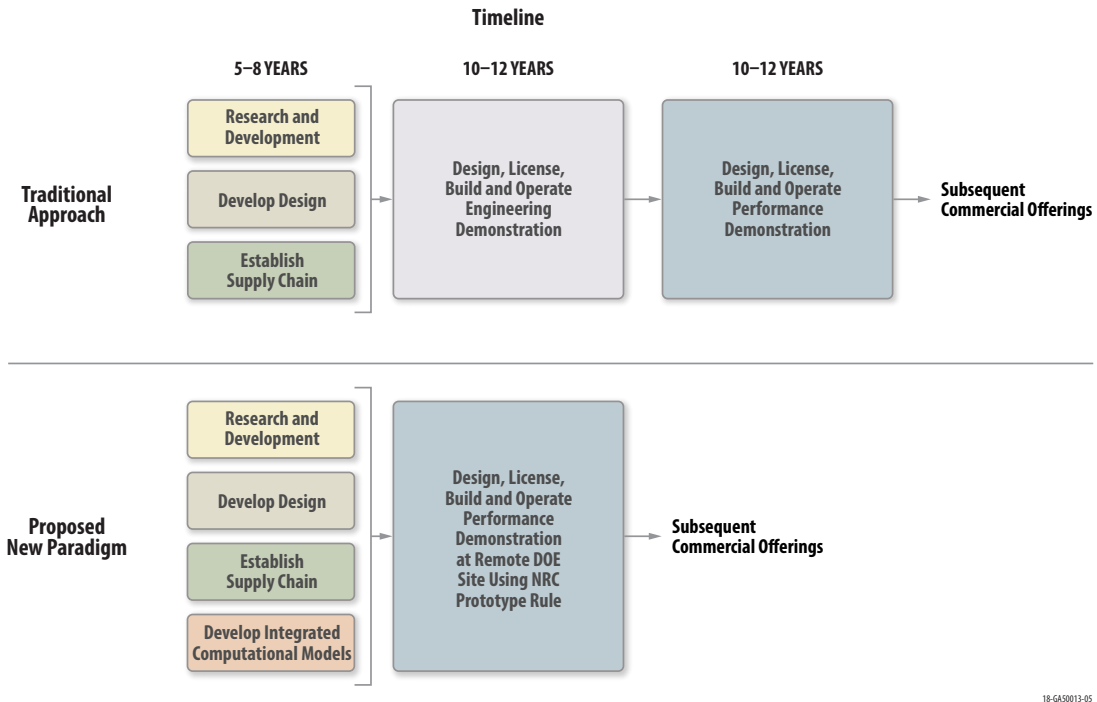 Timeline
5–8 YEARS
10–12 YEARS
10–12 YEARS
Traditional
Approach
Research and
Development
Develop Design
Establish
Supply Chain
Design, License,
Build and Operate
Engineering
Demonstration
Design, License,
Build and Operate
Performance
Demonstration
Subsequent
Commercial Offerings
Proposed
New Paradigm
Research and
Development
Develop Design
Establish
Supply Chain
Develop Integrated
Computational Models
Design, License,
Build and Operate
Performance
Demonstration
at Remote DOE
Site Using NRC
Prototype Rule
Subsequent
Commercial Offerings
18-GA50013-05